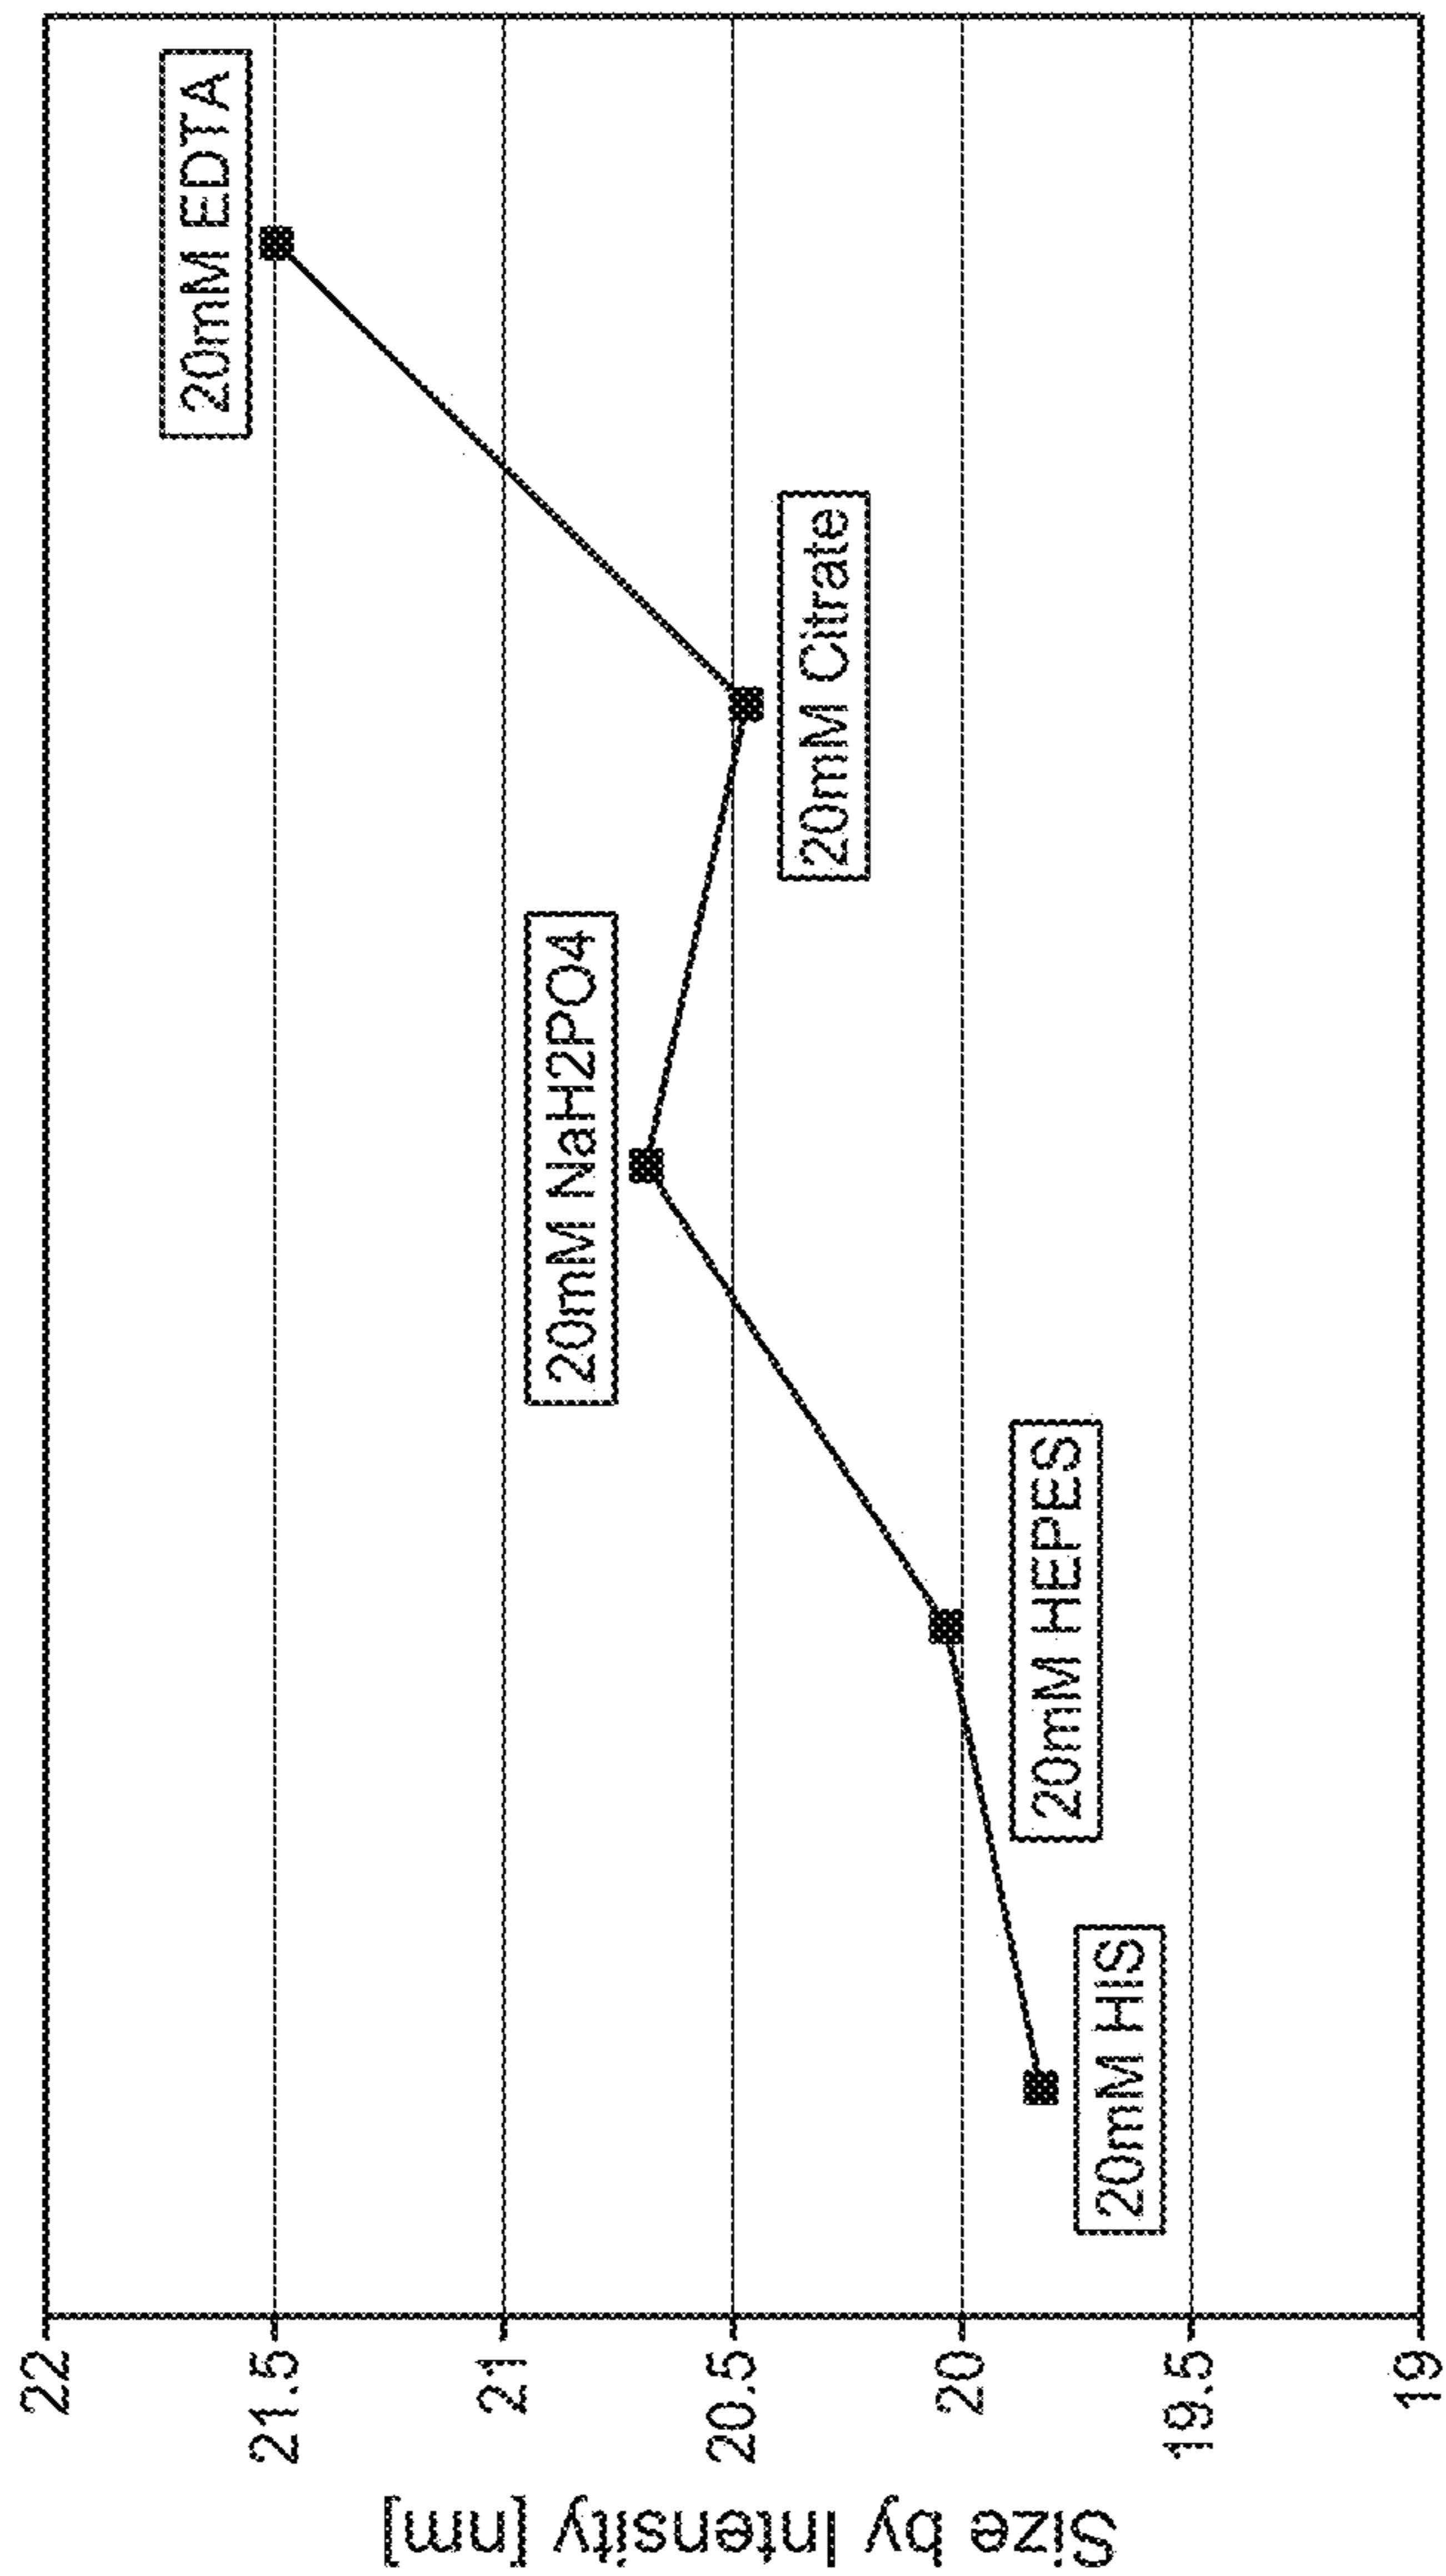 Size by Intensity [nm]
22
21.5
21
20.5
20
19.5
19
20mM HIS
20mM HEPES
20mM NaH2PO4
20mM Citrate
20mM EDTA